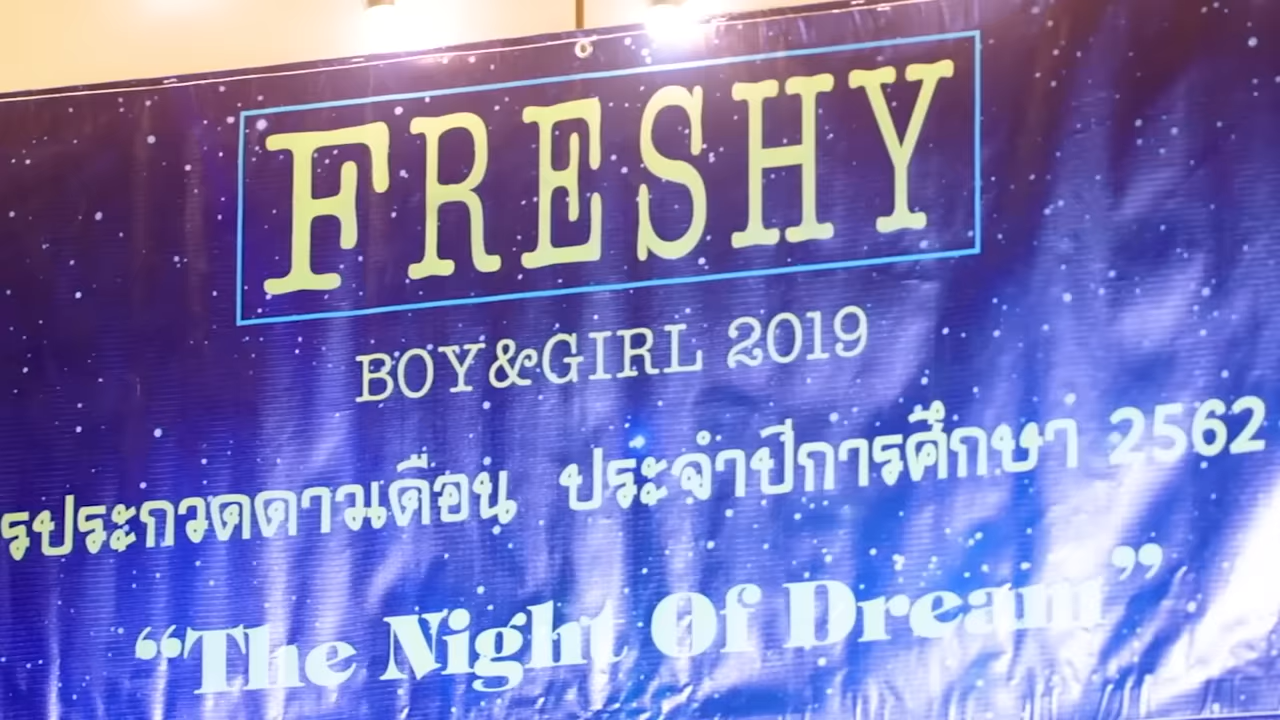 FRESHY
BOY&GIRL 2019
รประกวดดาวเดือน ประจำปีการศึกษา 2562
“The Night Of Dream”